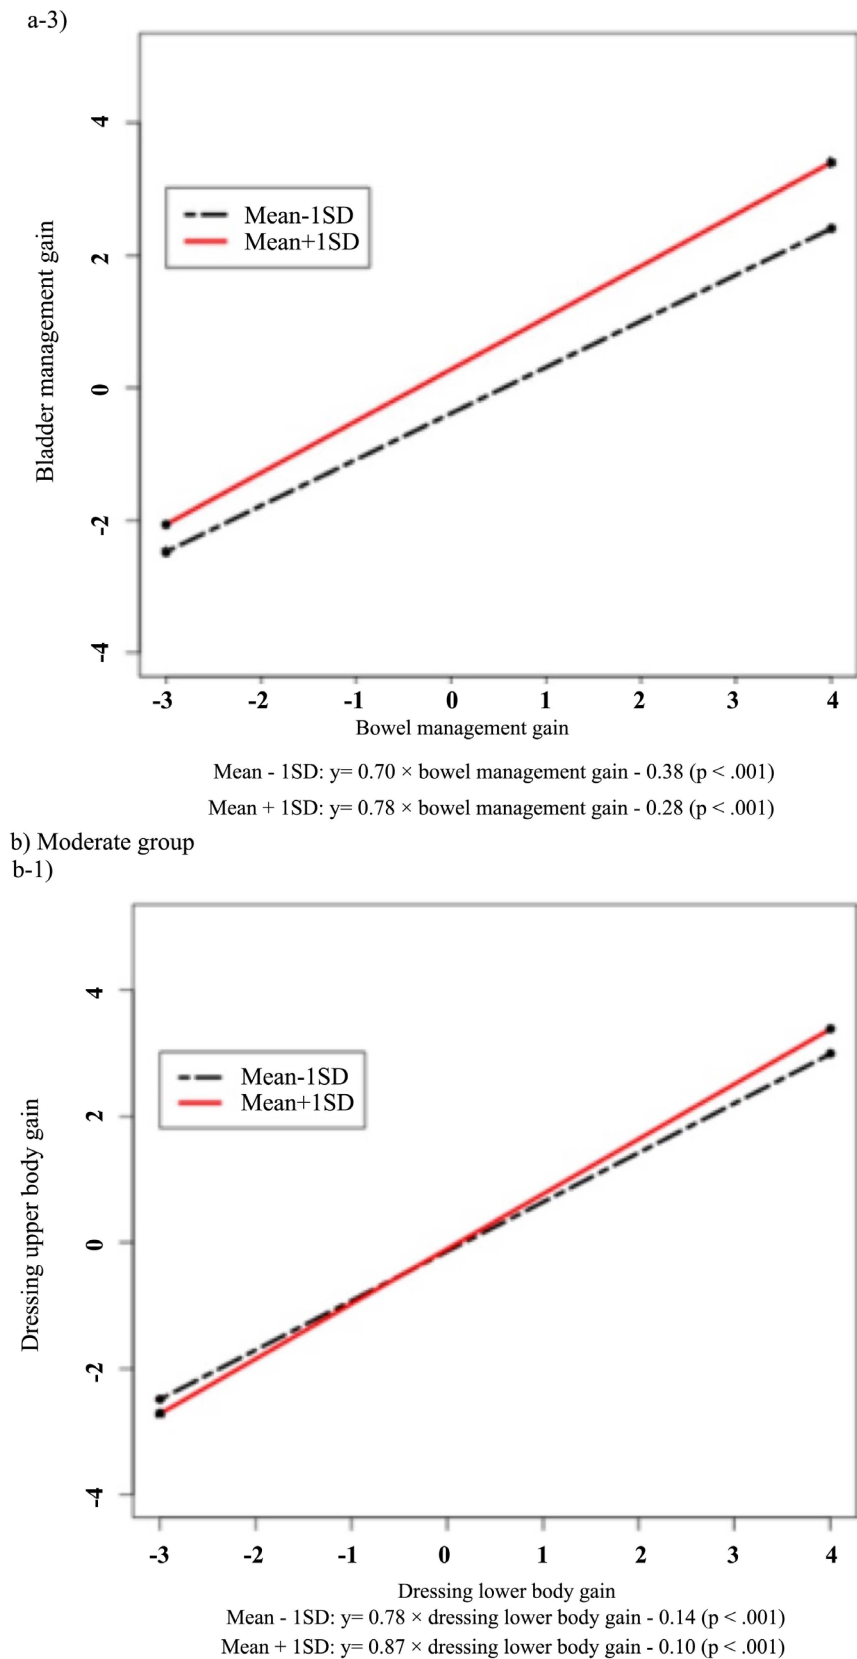 a-3)
4
2
0
-2
-4
Bladder management gain
Mean-1SD
Mean+1SD
-3 -2 -1 0 1 2 3 4
Bowel management gain
Mean - 1SD: y= 0.70 × bowel management gain - 0.38 (p < .001)
Mean + 1SD: y= 0.78 × bowel management gain - 0.28 (p < .001)
b) Moderate group
b-1)
4
2
0
-2
-4
Dressing upper body gain
Mean-1SD
Mean+1SD
-3 -2 -1 0 1 2 3 4
Dressing lower body gain
Mean - 1SD: y= 0.78 × dressing lower body gain - 0.14 (p < .001)
Mean + 1SD: y= 0.87 × dressing lower body gain - 0.10 (p < .001)